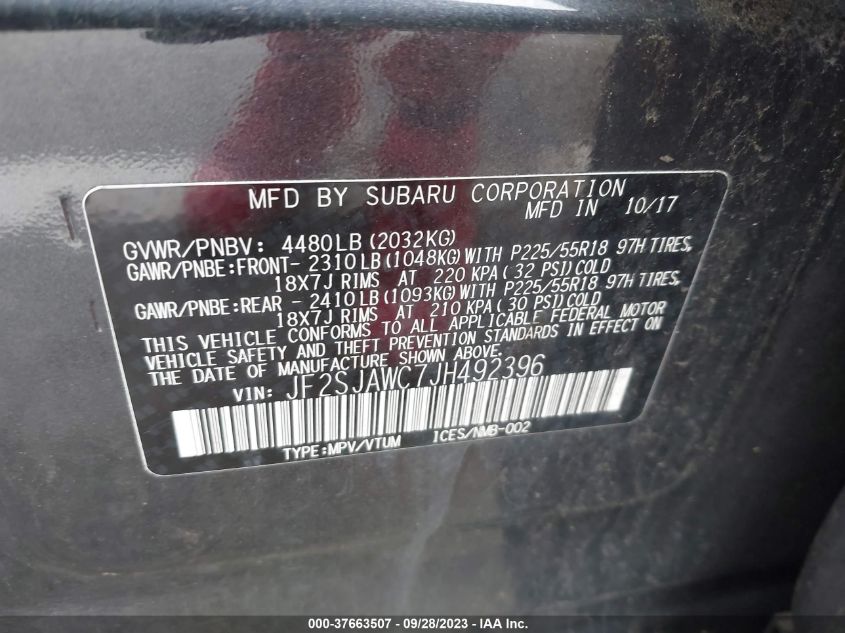 MFD BY SUBARU CORPORATION
MFD IN 10/17
GVWR/PNBV: 4480LB(2032KG)
GAWR/PNBE:FRONT- 2310LB(1048KG)WITH P225/55R18 97H TIRES,
18X7J RIMS AT 220 KPA(32 PSI)COLD
GAWR/PNBE:REAR - 2410LB(1093KG)WITH P225/55R18 97H TIRES,
18X7J RIMS AT 210 KPA(30 PSI)COLD
THIS VEHICLE CONFORMS TO ALL APPLICABLE FEDERAL MOTOR
VEHICLE SAFETY AND THEFT PREVENTION STANDARDS IN EFFECT ON
THE DATE OF MANUFACTURE SHOWN ABOVE.
VIN: JF2SJAWC7JH492396
TYPE:MPV/VTUM ICES/NMB-002
000-37663507 - 09/28/2023 - IAA Inc.